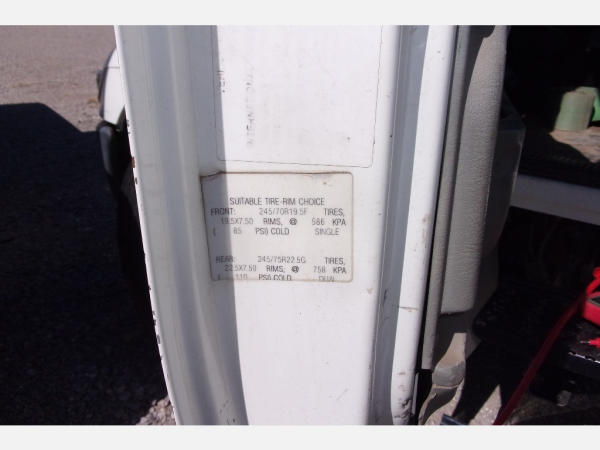 SUITABLE TIRE-RIM CHOICE
FRONT: 245/70R19.5F TIRES,
19.5X7.50 RIMS, @ 586 KPA
( 85 PSI) COLD SINGLE
REAR: 245/75R22.5G TIRES,
22.5X7.50 RIMS, @ 758 KPA
( 110 PSI) COLD DUAL